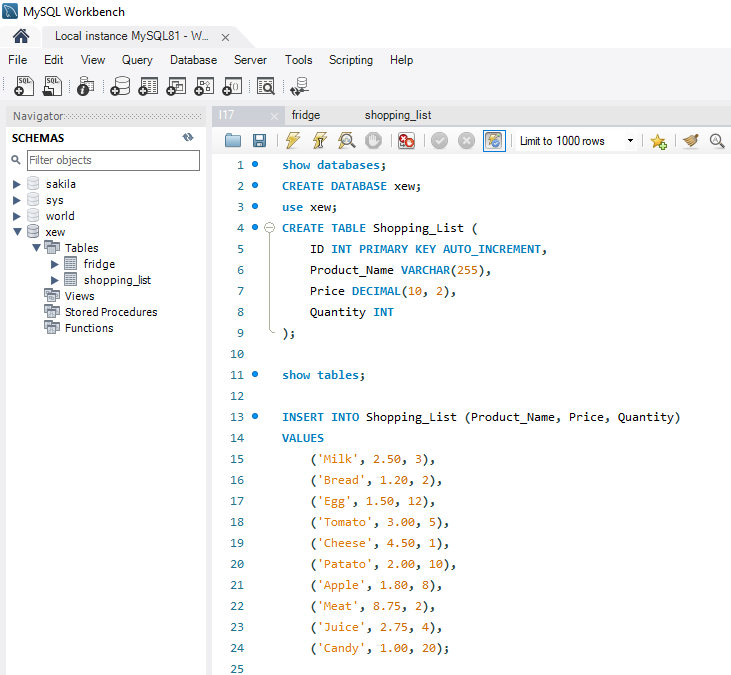 MySQL Workbench
Local instance MySQL81 - W... ×
File Edit View Query Database Server Tools Scripting Help
SQL SQL
Navigator
l17 × fridge shopping_list
SCHEMAS
Limit to 1000 rows
Filter objects
sakila
sys
world
xew
Tables
fridge
shopping_list
Views
Stored Procedures
Functions
1 show databases;
2 CREATE DATABASE xew;
3 use xew;
4 CREATE TABLE Shopping_List (
5 ID INT PRIMARY KEY AUTO_INCREMENT,
6 Product_Name VARCHAR(255),
7 Price DECIMAL(10, 2),
8 Quantity INT
9 );
10
11 show tables;
12
13 INSERT INTO Shopping_List (Product_Name, Price, Quantity)
14 VALUES
15 ('Milk', 2.50, 3),
16 ('Bread', 1.20, 2),
17 ('Egg', 1.50, 12),
18 ('Tomato', 3.00, 5),
19 ('Cheese', 4.50, 1),
20 ('Patato', 2.00, 10),
21 ('Apple', 1.80, 8),
22 ('Meat', 8.75, 2),
23 ('Juice', 2.75, 4),
24 ('Candy', 1.00, 20);
25